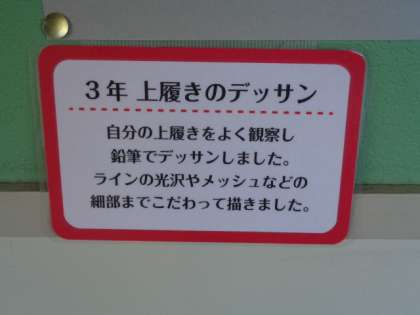 3年 上履きのデッサン
自分の上履きをよく観察し
鉛筆でデッサンしました。
ラインの光沢やメッシュなどの
細部までこだわって描きました。